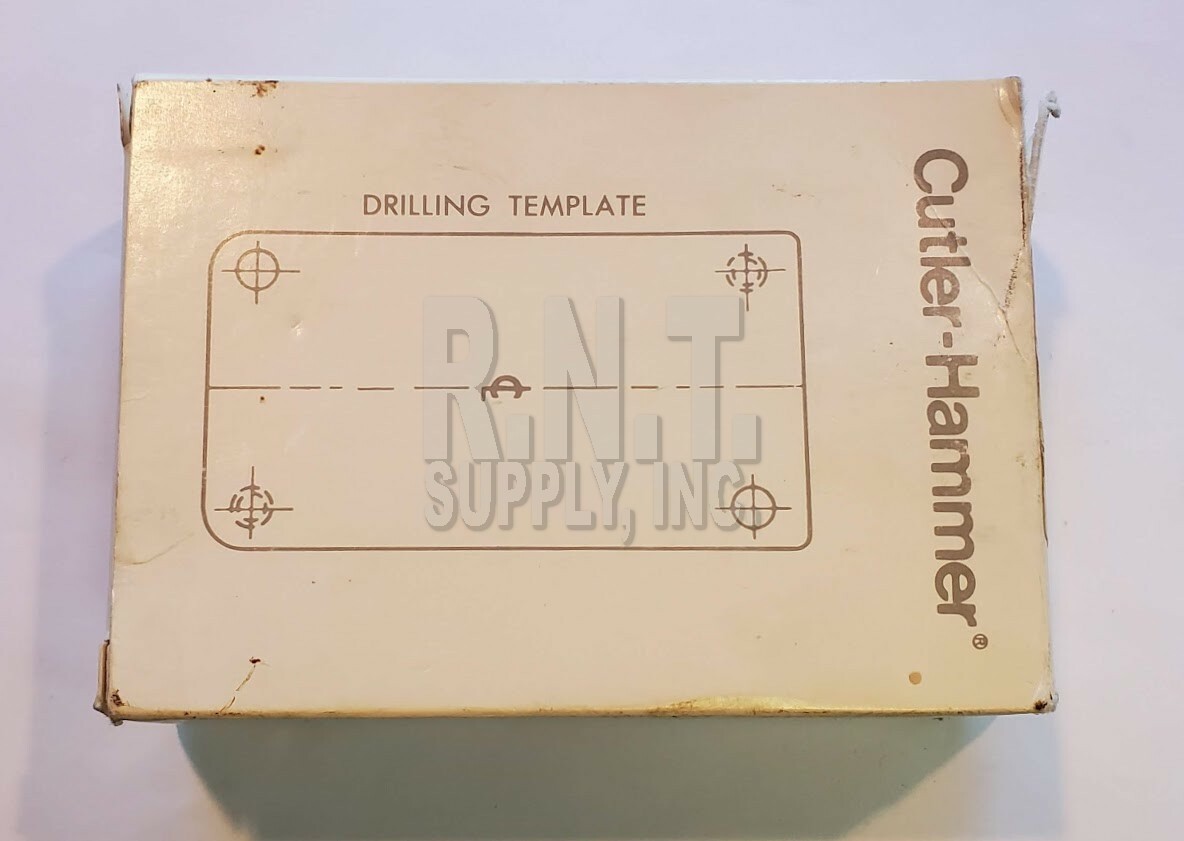 DRILLING TEMPLATE
Cutler-Hammer®
R.N.T.
SUPPLY, INC.